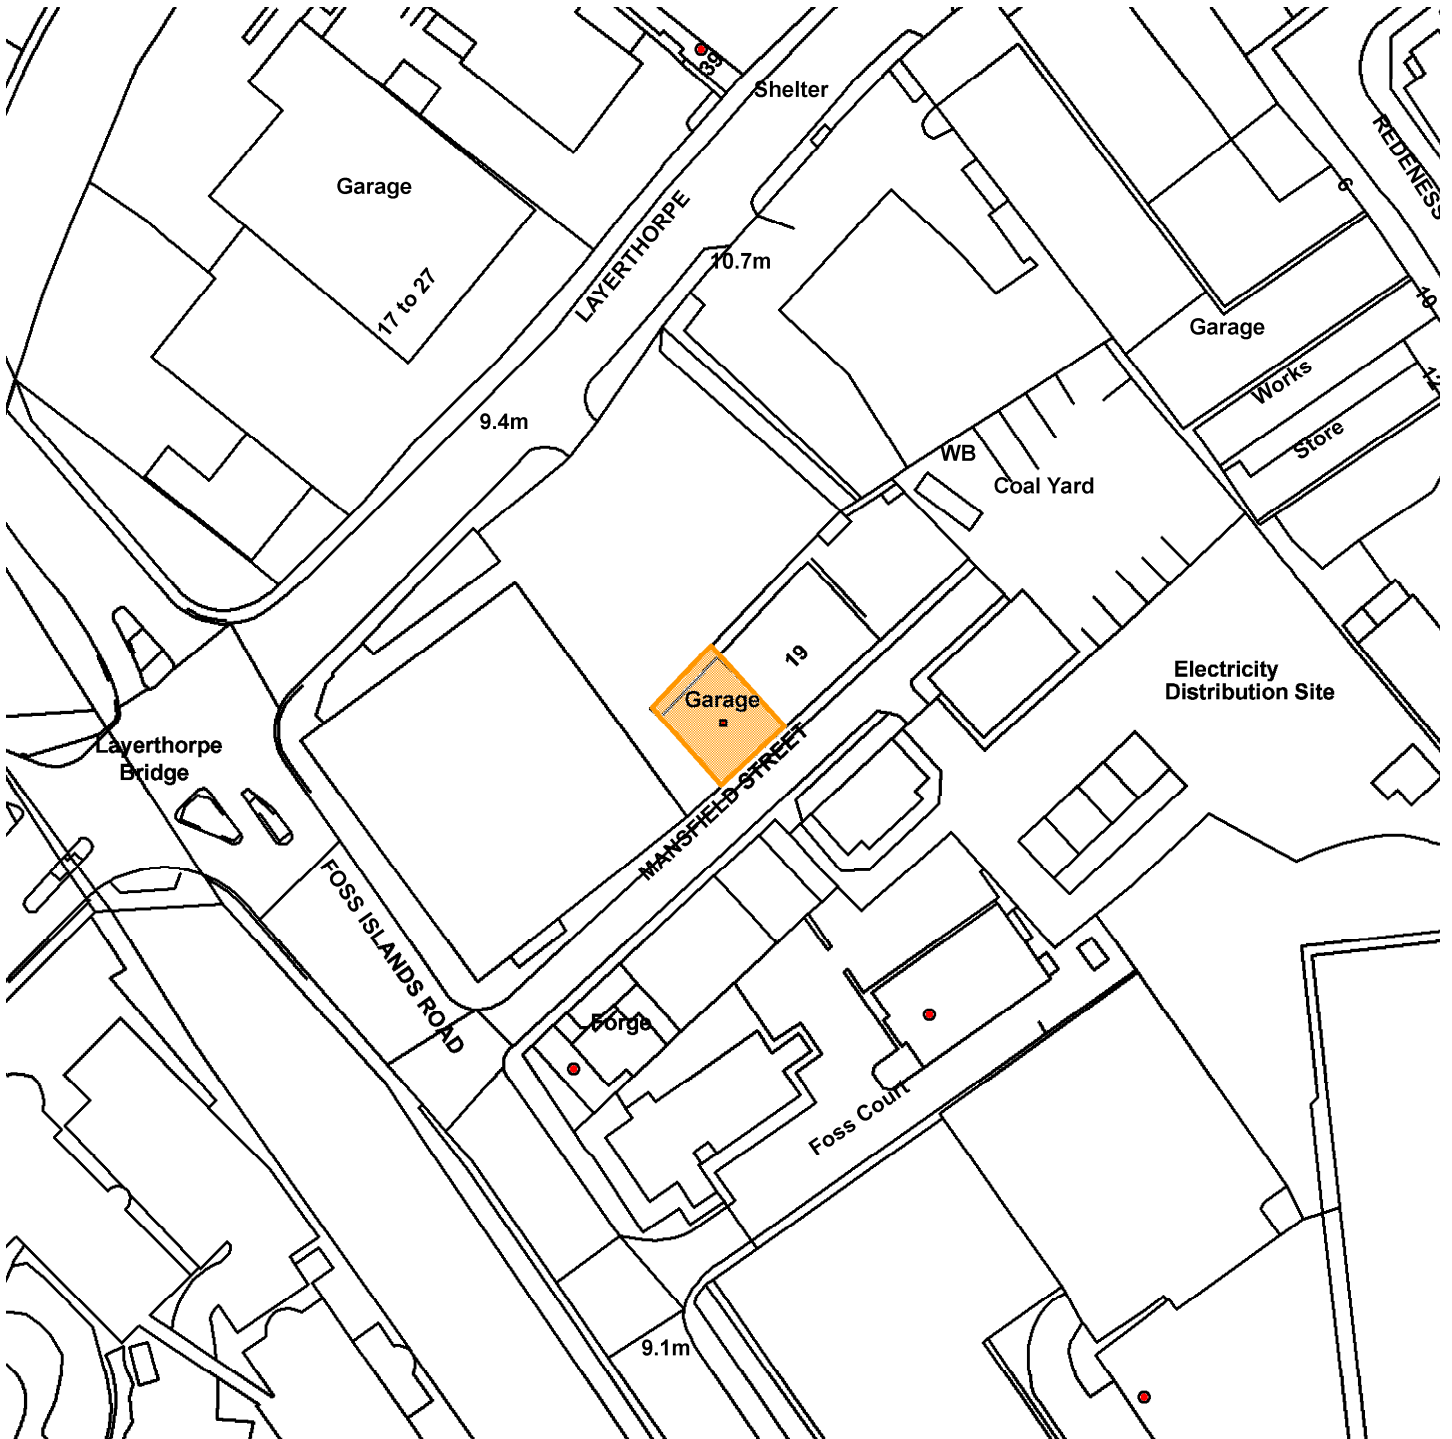 39
Shelter
REDENESS
Garage
6
LAYERTHORPE
10.7m
17 to 27
10
Garage
Works
12
9.4m
Store
WB
Coal Yard
19
Electricity
Distribution Site
Garage
Layerthorpe
Bridge
MANSFIELD STREET
FOSS ISLANDS ROAD
Forge
Foss Court
9.1m